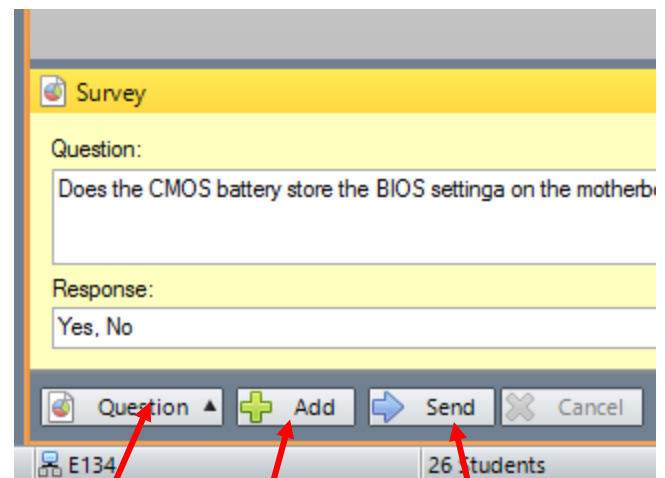 Survey
Question:
Does the CMOS battery store the BIOS settinga on the
Response:
Yes, No
Question Add Send Cancel
E134 26 Students